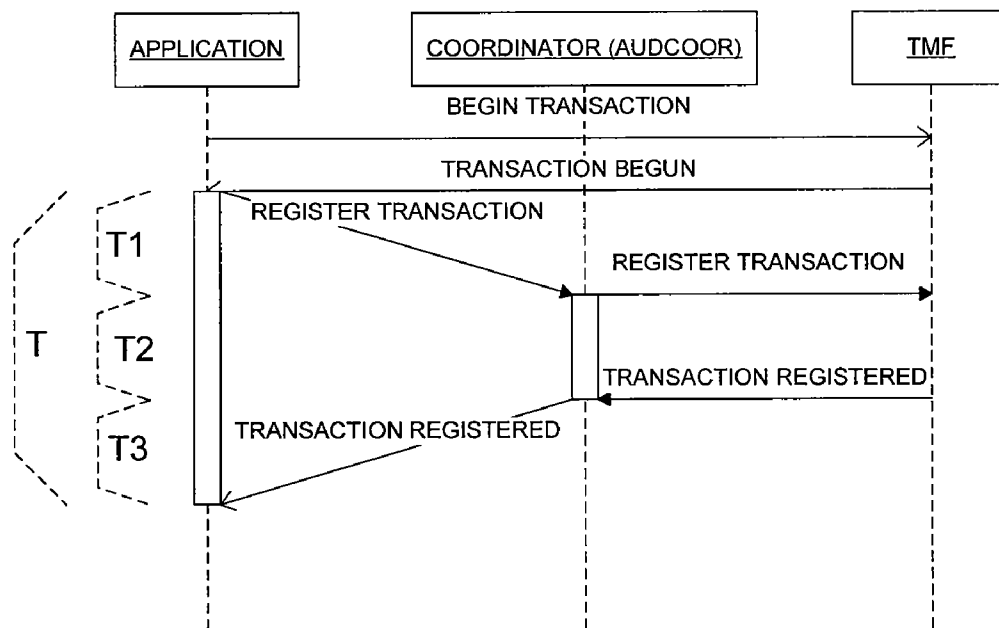 APPLICATION
COORDINATOR (AUDCOOR)
TMF
BEGIN TRANSACTION
TRANSACTION BEGUN
REGISTER TRANSACTION
T1
REGISTER TRANSACTION
T
T2
TRANSACTION REGISTERED
TRANSACTION REGISTERED
T3